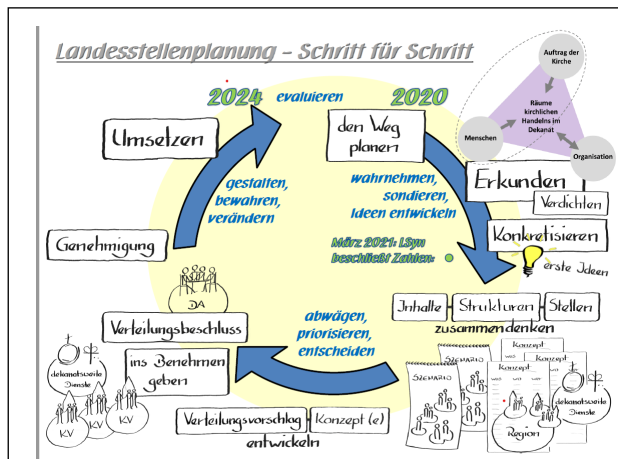 Landesstellenplanung - Schritt für Schritt
Auftrag der
Kirche
Räume
kirchlichen
Handelns im
Dekanat
Menschen
Organisation
2024
evaluieren
2020
den Weg
planen
wahrnehmen,
sondieren,
Ideen entwickeln
Erkunden
Verdichten
Konkretisieren
erste Ideen
März 2021: LSyn
beschließt Zahlen:
Inhalte - Strukturen - Stellen
zusammendenken
SZENARIO
SZENARIO
Konzept
Konzept
Konzept
Region
dekanatsweite
Dienste
abwägen,
priorisieren,
entscheiden
Verteilungsvorschlag - Konzept(e)
entwickeln
ins Benehmen
geben
dekanatsweite
Dienste
KV
KV
KV
Verteilungsbeschluss
DA
Genehmigung
gestalten,
bewahren,
verändern
Umsetzen